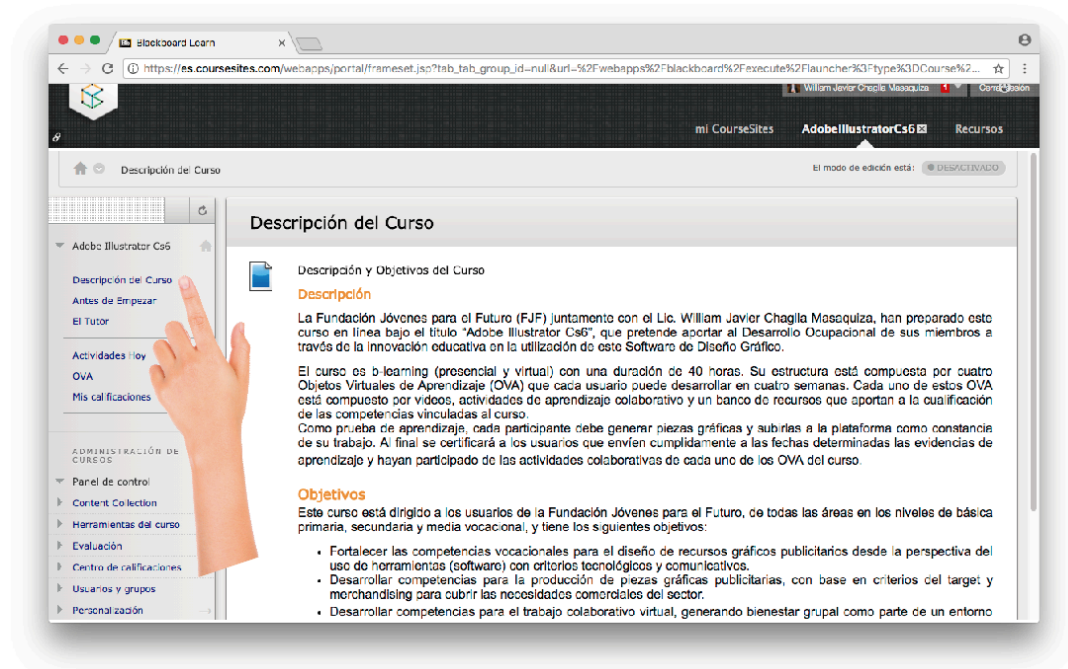 Blackboard Learn
https://es.coursesites.com/webapps/portal/frameset.jsp?tab_tab_group_id=null&url=%2Fwebapps%2Fblackboard%2Fexecute%2Flauncher%3Ftype%3DCourse%2...
William Javier Chaglla Masaquiza 1
mi CourseSites AdobeIllustratorCs6 Recursos
Descripción del Curso
El modo de edición está: DESACTIVADO
Adobe Illustrator Cs6
Descripción del Curso
Antes de Empezar
El Tutor
Actividades Hoy
OVA
Mis calificaciones
ADMINISTRACIÓN DE
CURSOS
Panel de control
Content Collection
Herramientas del curso
Evaluación
Centro de calificaciones
Usuarios y grupos
Personalización
Descripción del Curso
Descripción y Objetivos del Curso
Descripción
La Fundación Jóvenes para el Futuro (FJF) juntamente con el Lic. William Javier Chaglla Masaquiza, han preparado este
curso en línea bajo el título "Adobe Illustrator Cs6", que pretende aportar al Desarrollo Ocupacional de sus miembros a
través de la innovación educativa en la utilización de este Software de Diseño Gráfico.
El curso es b-learning (presencial y virtual) con una duración de 40 horas. Su estructura está compuesta por cuatro
Objetos Virtuales de Aprendizaje (OVA) que cada usuario puede desarrollar en cuatro semanas. Cada uno de estos OVA
está compuesto por videos, actividades de aprendizaje colaborativo y un banco de recursos que aportan a la cualificación
de las competencias vinculadas al curso.
Como prueba de aprendizaje, cada participante debe generar piezas gráficas y subirlas a la plataforma como constancia
de su trabajo. Al final se certificará a los usuarios que envíen cumplidamente a las fechas determinadas las evidencias de
aprendizaje y hayan participado de las actividades colaborativas de cada uno de los OVA del curso.
Objetivos
Este curso está dirigido a los usuarios de la Fundación Jóvenes para el Futuro, de todas las áreas en los niveles de básica
primaria, secundaria y media vocacional, y tiene los siguientes objetivos:
• Fortalecer las competencias vocacionales para el diseño de recursos gráficos publicitarios desde la perspectiva del
uso de herramientas (software) con criterios tecnológicos y comunicativos.
• Desarrollar competencias para la producción de piezas gráficas publicitarias, con base en criterios del target y
merchandising para cubrir las necesidades comerciales del sector.
• Desarrollar competencias para el trabajo colaborativo virtual, generando bienestar grupal como parte de un entorno